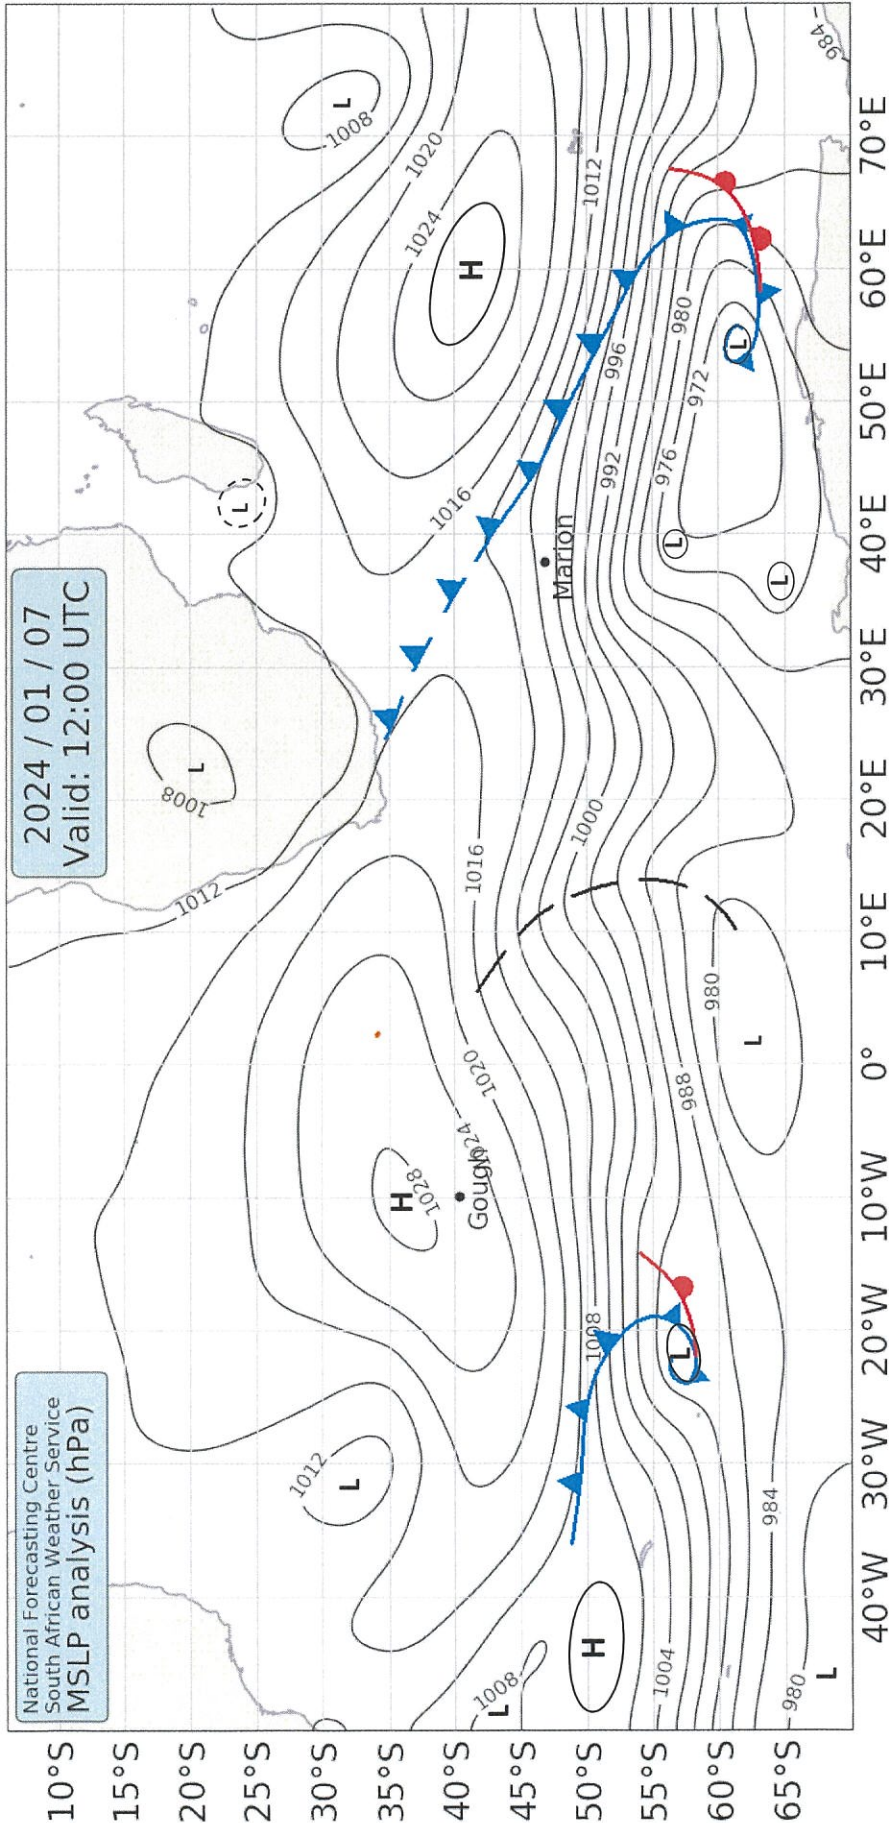 National Forecasting Centre
South African Weather Service
MSLP analysis (hPa)
2024 / 01 / 07
Valid: 12:00 UTC
10°S
15°S
20°S
25°S
30°S
35°S
40°S
45°S
50°S
55°S
60°S
65°S
40°W
30°W
20°W
10°W
0°
10°E
20°E
30°E
40°E
50°E
60°E
70°E
L
1008
L
1008
L
1012
1012
L
1020
1024
H
1016
1012
984
H
1028
Gough
1024
1020
1016
1000
Marion
996
992
980
972
976
L
L
L
1008
L
H
1008
L
1004
984
980
L
988
980
L